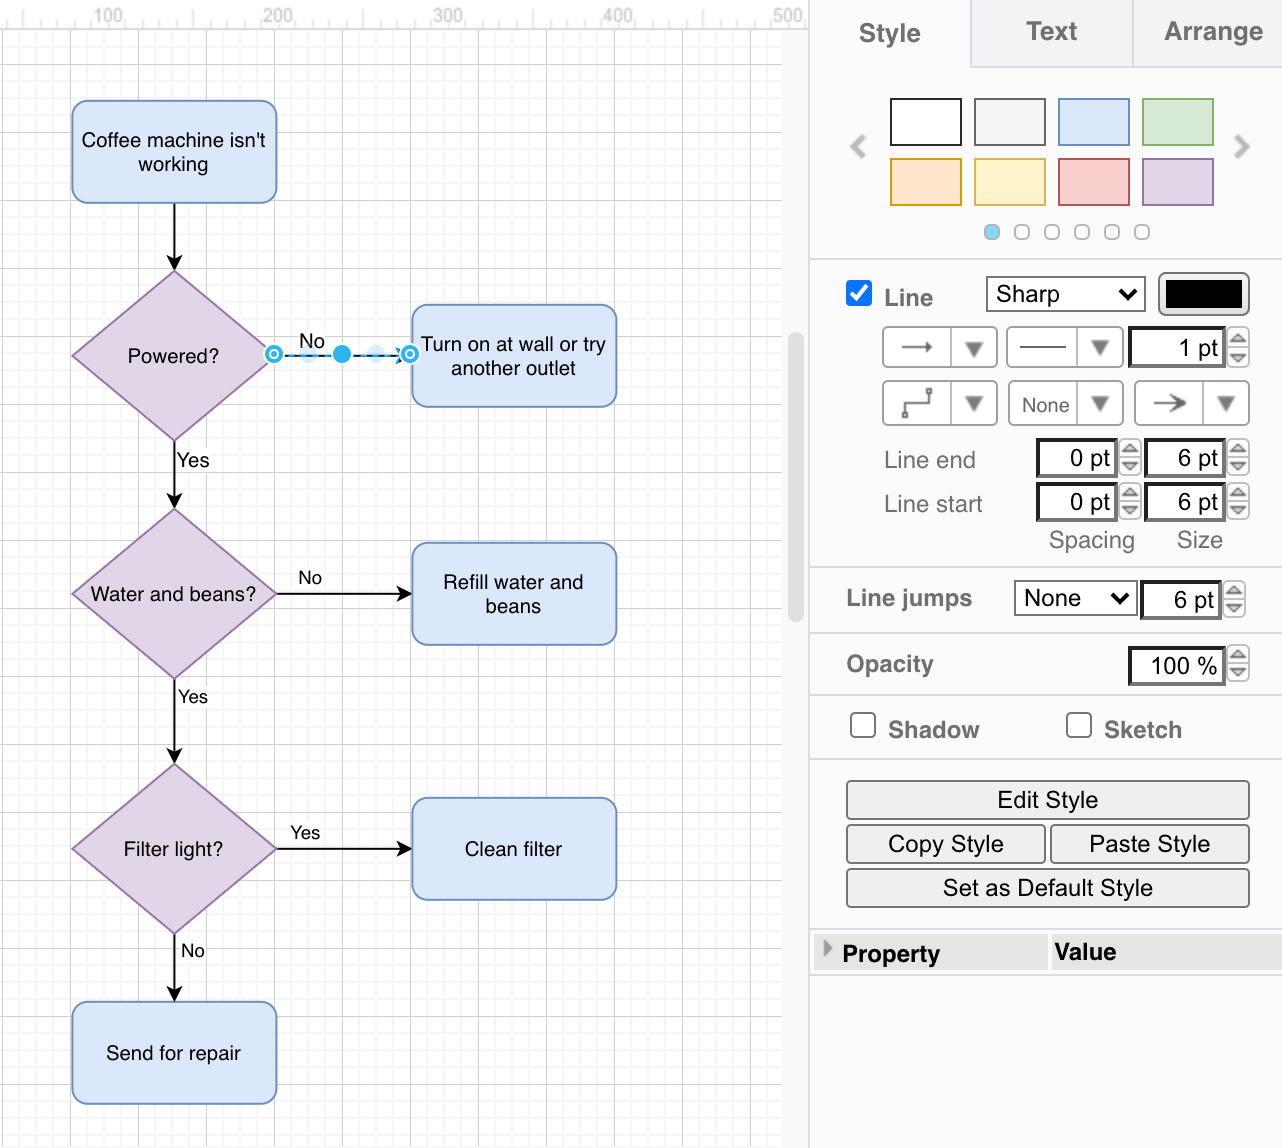 100 200 300 400 500
Style Text Arrange
Coffee machine isn't
working
Powered?
No
Turn on at wall or try
another outlet
Yes
Water and beans?
No
Refill water and
beans
Yes
Filter light?
Yes
Clean filter
No
Send for repair
Line Sharp
1 pt
None
Line end 0 pt 6 pt
Line start 0 pt 6 pt
Spacing Size
Line jumps None 6 pt
Opacity 100 %
Shadow Sketch
Edit Style
Copy Style Paste Style
Set as Default Style
Property Value